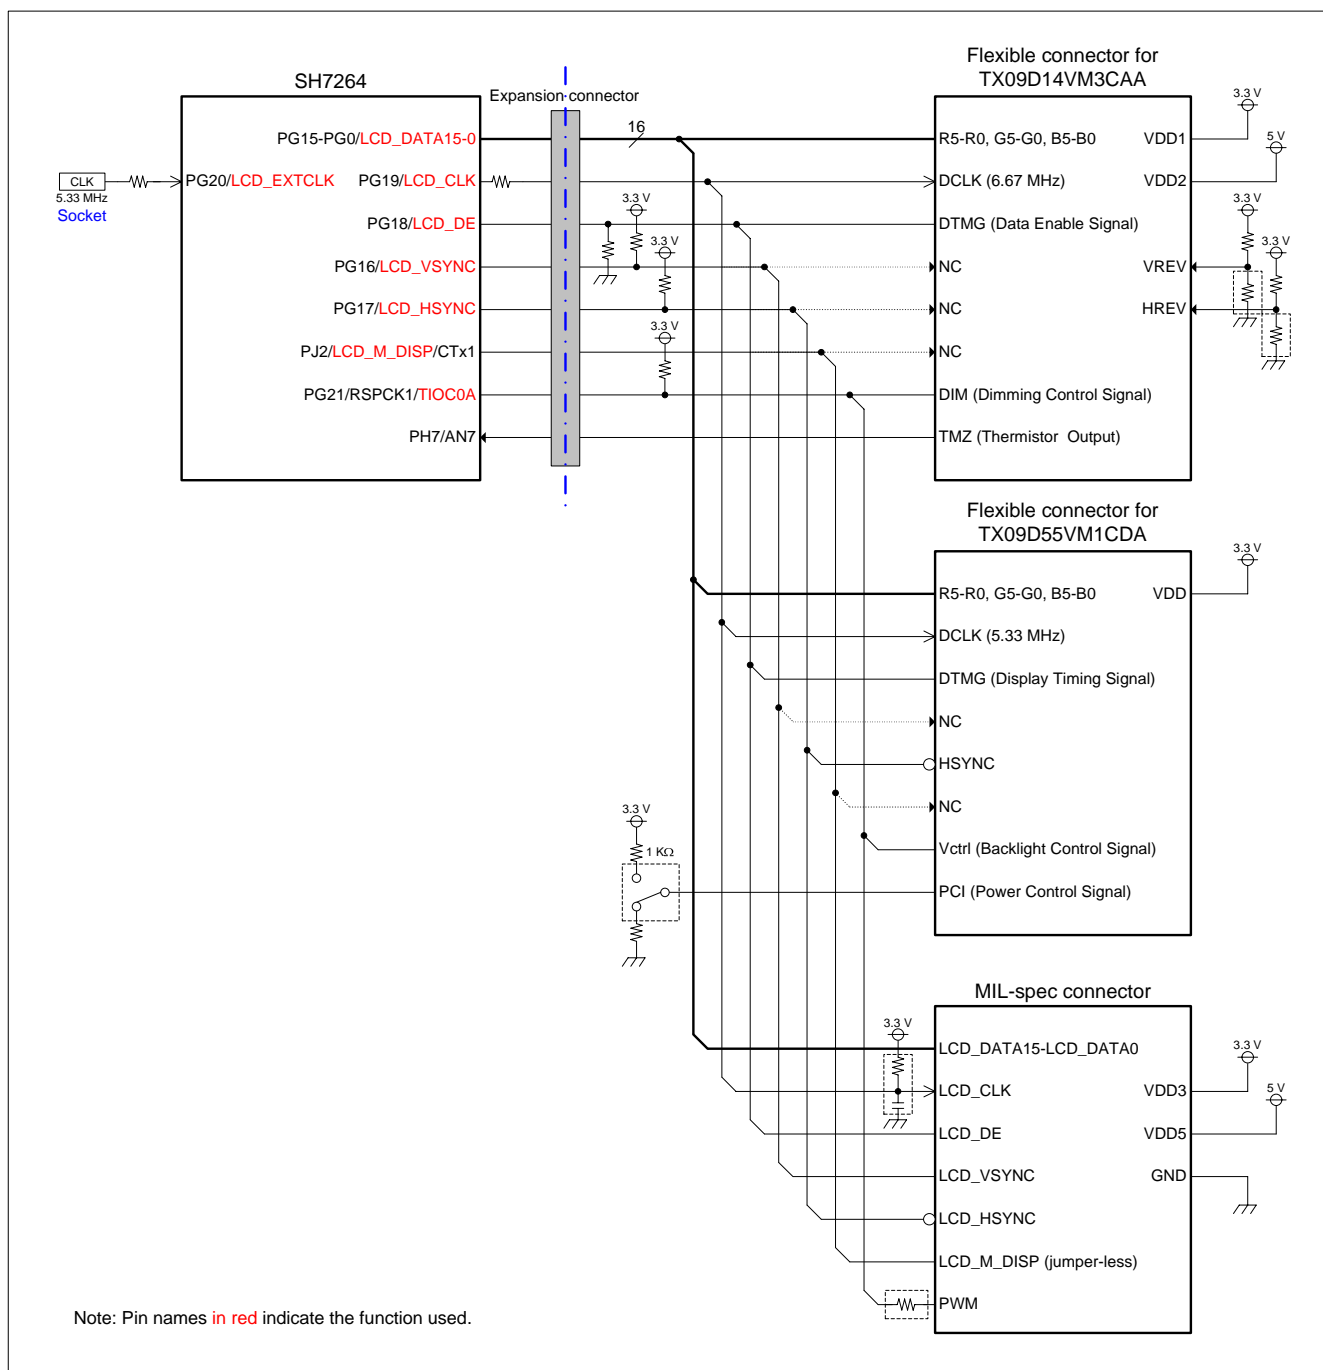 SH7264
Expansion connector
Flexible connector for
TX09D14VM3CAA
PG15-PG0/LCD_DATA15-0
16
R5-R0, G5-G0, B5-B0
VDD1
3.3 V
5 V
CLK
5.33 MHz
Socket
PG20/LCD_EXTCLK
PG19/LCD_CLK
DCLK (6.67 MHz)
VDD2
PG18/LCD_DE
3.3 V
DTMG (Data Enable Signal)
3.3 V
PG16/LCD_VSYNC
3.3 V
NC
VREV
3.3 V
PG17/LCD_HSYNC
NC
HREV
PJ2/LCD_M_DISP/CTx1
3.3 V
NC
PG21/RSPCK1/TIOC0A
DIM (Dimming Control Signal)
PH7/AN7
TMZ (Thermistor Output)
Flexible connector for
TX09D55VM1CDA
3.3 V
R5-R0, G5-G0, B5-B0
VDD
DCLK (5.33 MHz)
DTMG (Display Timing Signal)
NC
HSYNC
NC
3.3 V
1 KΩ
Vctrl (Backlight Control Signal)
PCI (Power Control Signal)
MIL-spec connector
3.3 V
LCD_DATA15-LCD_DATA0
3.3 V
LCD_CLK
VDD3
5 V
LCD_DE
VDD5
LCD_VSYNC
GND
LCD_HSYNC
LCD_M_DISP (jumper-less)
PWM
Note: Pin names in red indicate the function used.